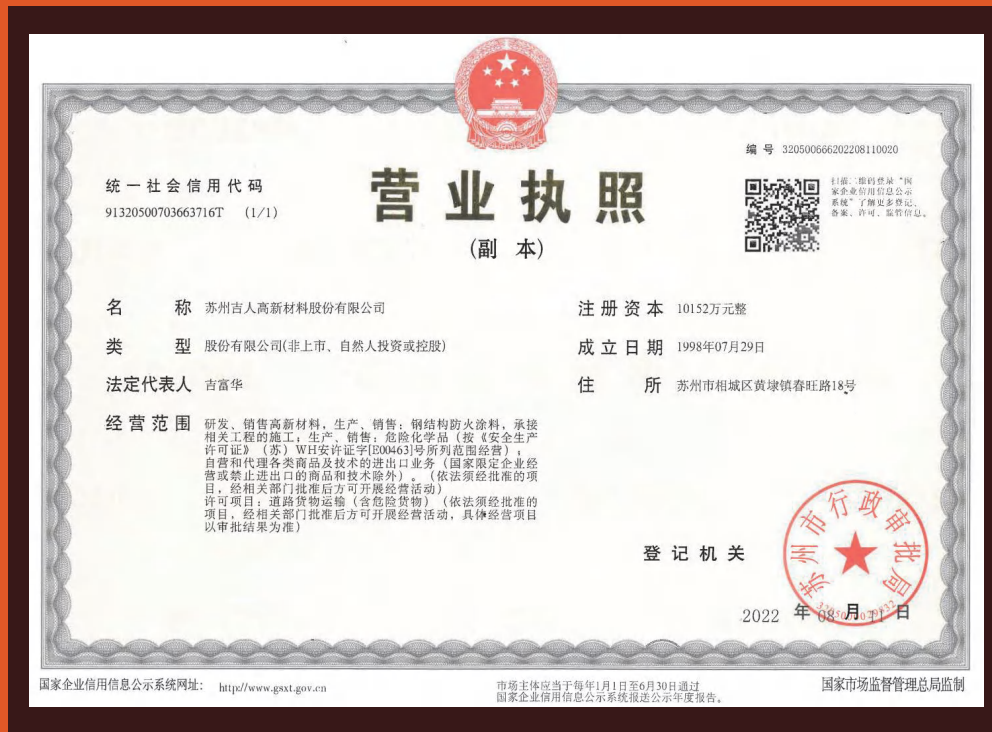 编 号 320500666202208110020
统一社会信用代码
91320500703663716T (1/1)
营业执照
(副 本)
扫描二维码登录“国
家企业信用信息公示
系统”了解更多登记、
备案、许可、监管信息。
名 称 苏州吉人高新材料股份有限公司
类 型 股份有限公司(非上市、自然人投资或控股)
法定代表人 吉富华
经营范围 研发、销售高新材料，生产、销售：钢结构防火涂料，承接
相关工程的施工；生产、销售：危险化学品（按《安全生产
许可证》（苏）WH安许证字[E00463]号所列范围经营）；
自营和代理各类商品及技术的进出口业务（国家限定企业经
营或禁止进出口的商品和技术除外）。（依法须经批准的项
目，经相关部门批准后方可开展经营活动）
许可项目：道路货物运输（含危险货物）（依法须经批准的
项目，经相关部门批准后方可开展经营活动，具体经营项目
以审批结果为准）
注册资本 10152万元整
成立日期 1998年07月29日
住 所 苏州市相城区黄埭镇春旺路18号
登记机关
苏州市行政审批局
2022 年 08 月 11 日
国家企业信用信息公示系统网址： http://www.gsxt.gov.cn
市场主体应当于每年1月1日至6月30日通过
国家企业信用信息公示系统报送公示年度报告。
国家市场监督管理总局监制